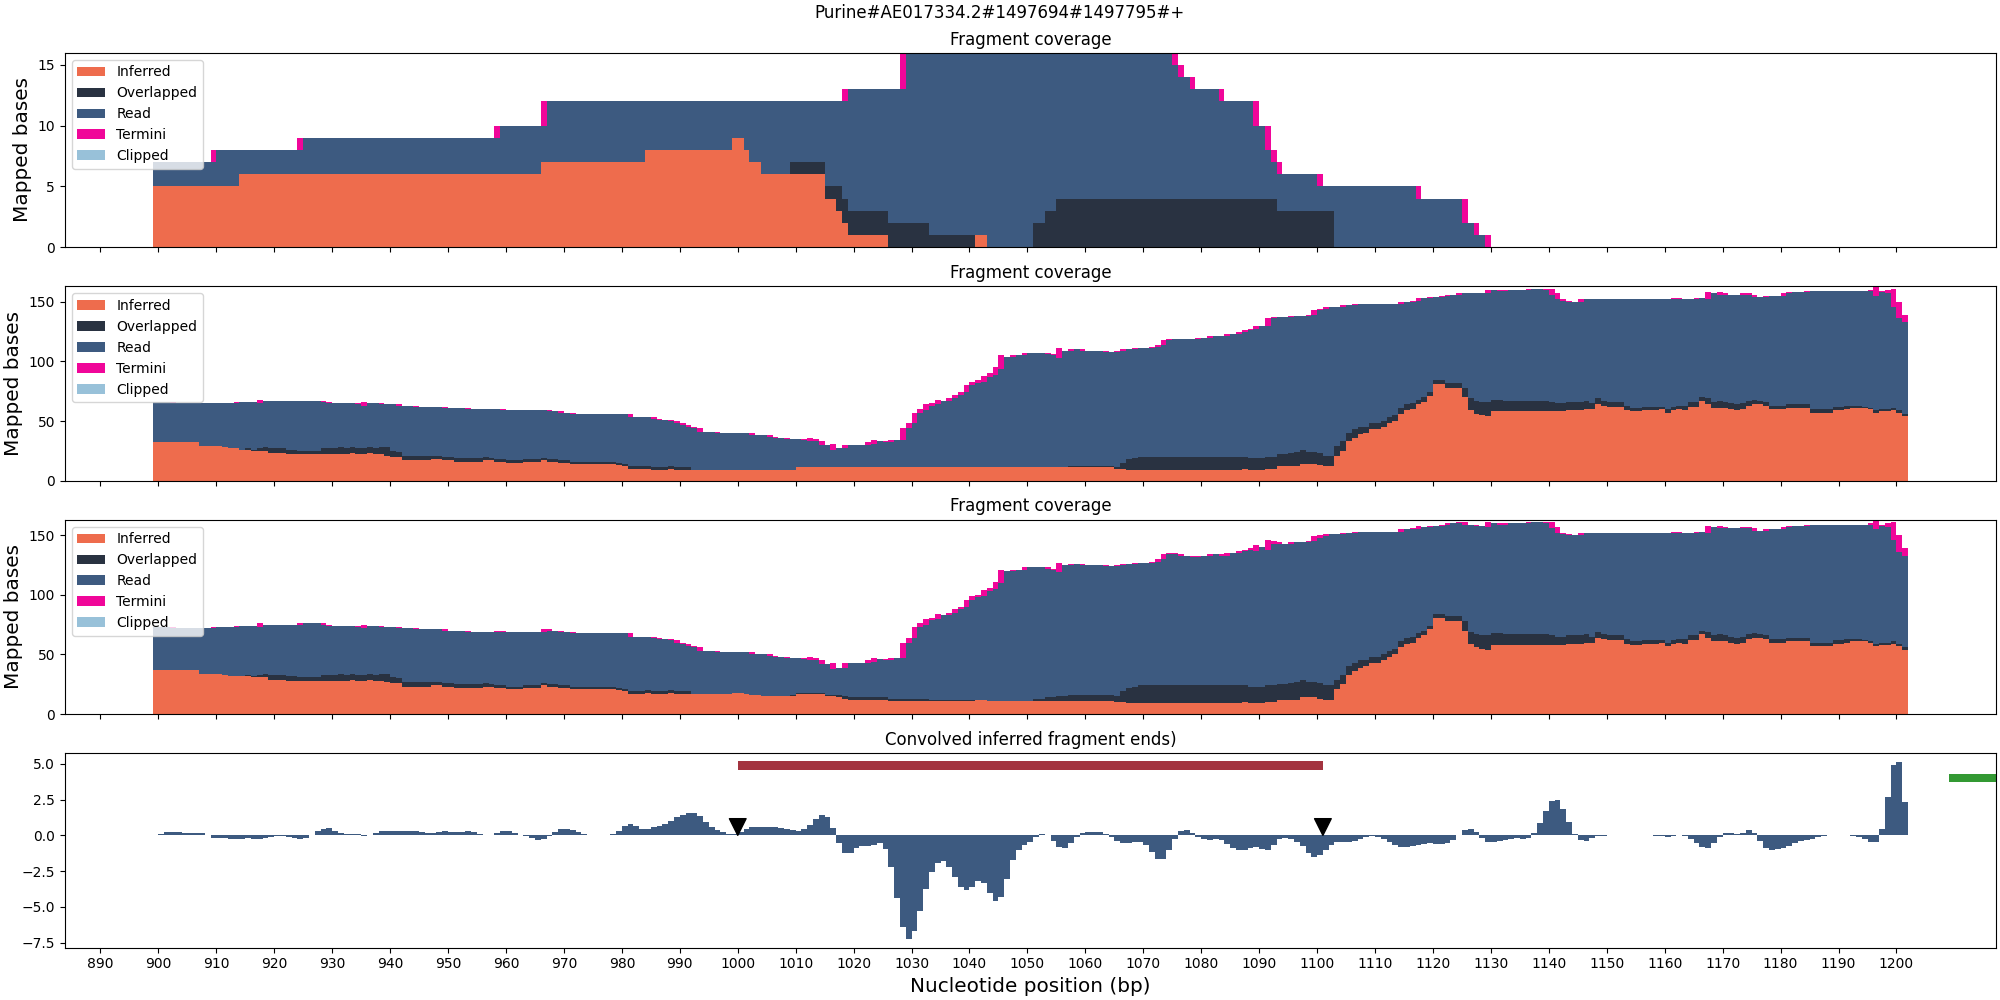 Purine#AE017334.2#1497694#1497795#+
Fragment coverage
Mapped bases
15
10
5
0
Inferred
Overlapped
Read
Termini
Clipped
Fragment coverage
Mapped bases
150
100
50
0
Inferred
Overlapped
Read
Termini
Clipped
Fragment coverage
Mapped bases
150
100
50
0
Inferred
Overlapped
Read
Termini
Clipped
Convolved inferred fragment ends)
5.0
2.5
0.0
−2.5
−5.0
−7.5
890 900 910 920 930 940 950 960 970 980 990 1000 1010 1020 1030 1040 1050 1060 1070 1080 1090 1100 1110 1120 1130 1140 1150 1160 1170 1180 1190 1200
Nucleotide position (bp)